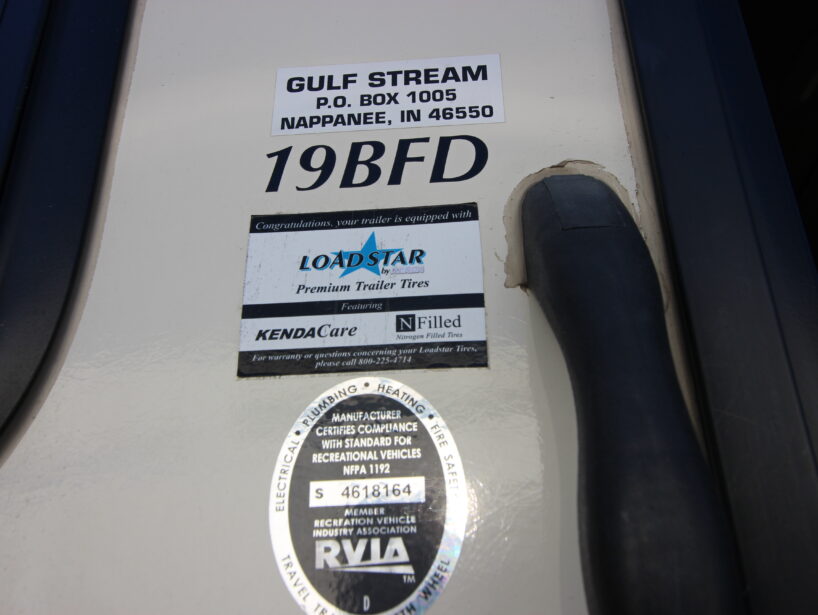 GULF STREAM
P.O. BOX 1005
NAPPANEE, IN 46550
19BFD
Congratulations, your trailer is equipped with
LOADSTAR
by
Premium Trailer Tires
Featuring
KENDACare
N Filled
Nitrogen Filled Tires
For warranty or questions concerning your Loadstar Tires,
please call 800-225-4714
ELECTRICAL • PLUMBING • HEATING • FIRE SAFETY
MANUFACTURER
CERTIFIES COMPLIANCE
WITH STANDARD FOR
RECREATIONAL VEHICLES
NFPA 1192
S 4618164
MEMBER
RECREATION VEHICLE
INDUSTRY ASSOCIATION
RVIA
TM
D
TRAVEL
WHEEL